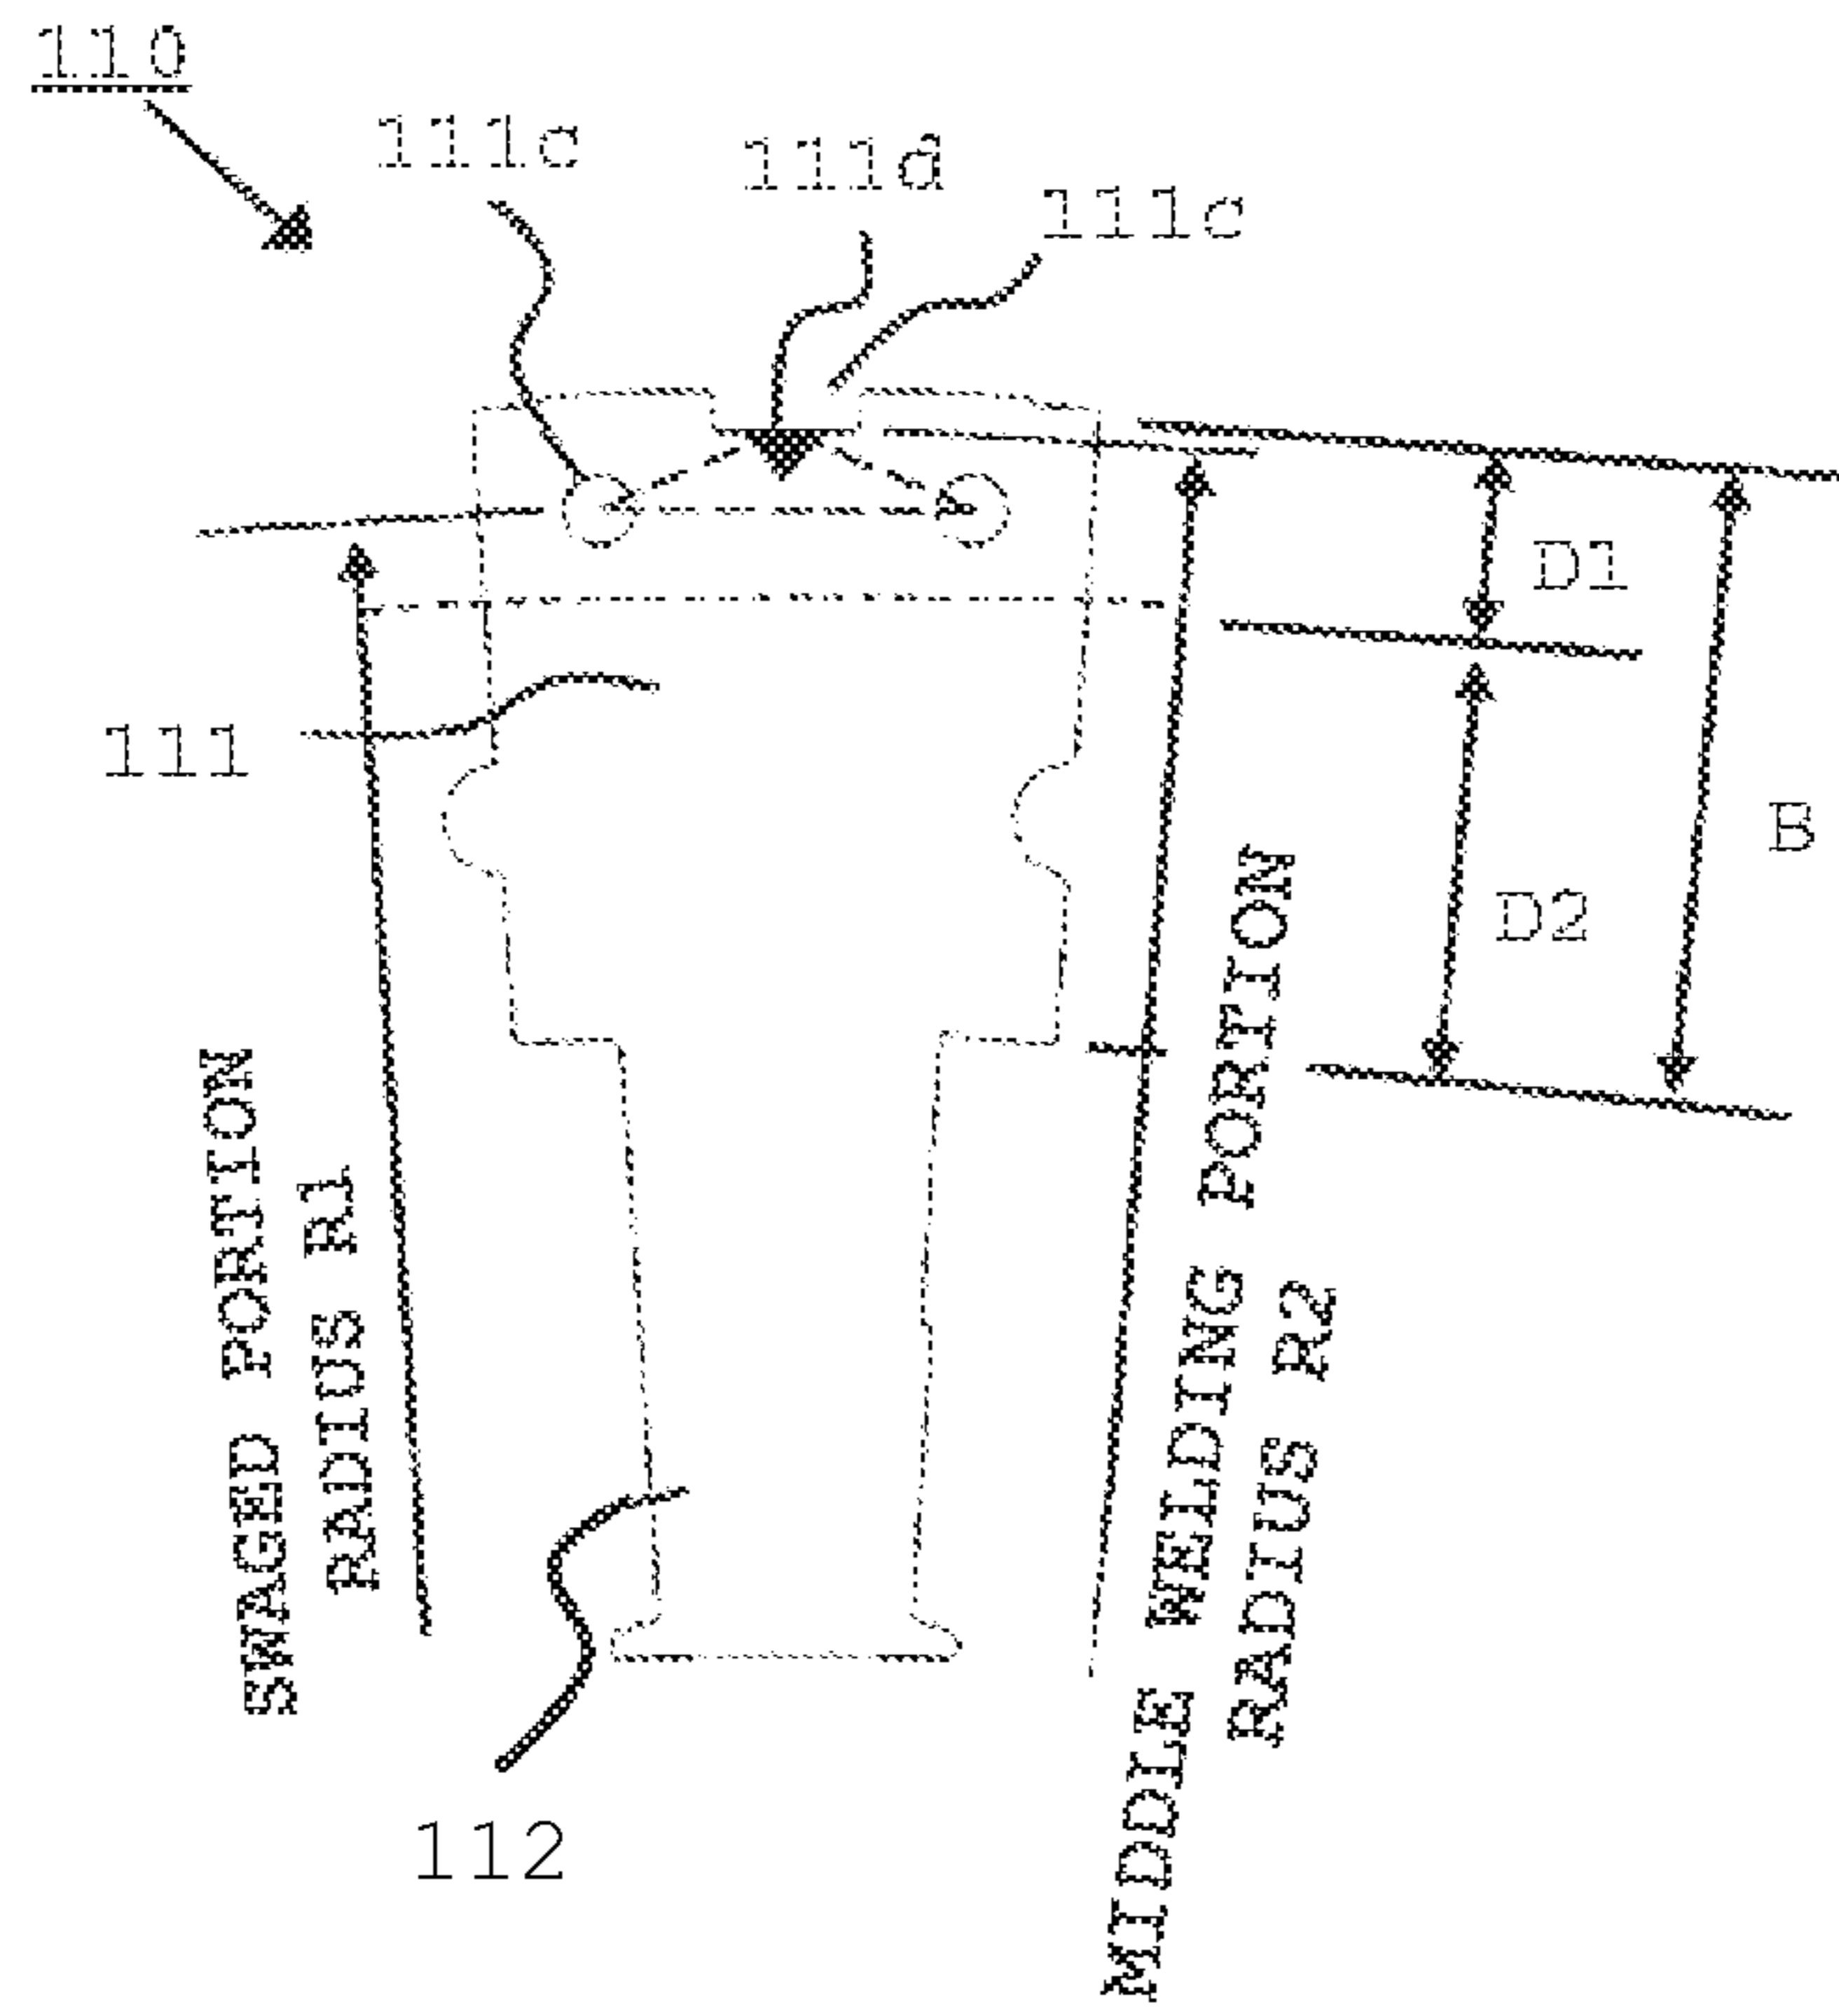 110
111c
111d
111c
D1
111
B
D2
SWAGED PORTION
RADIUS R1
MIDDLE WELDING PORTION
RADIUS R2
112